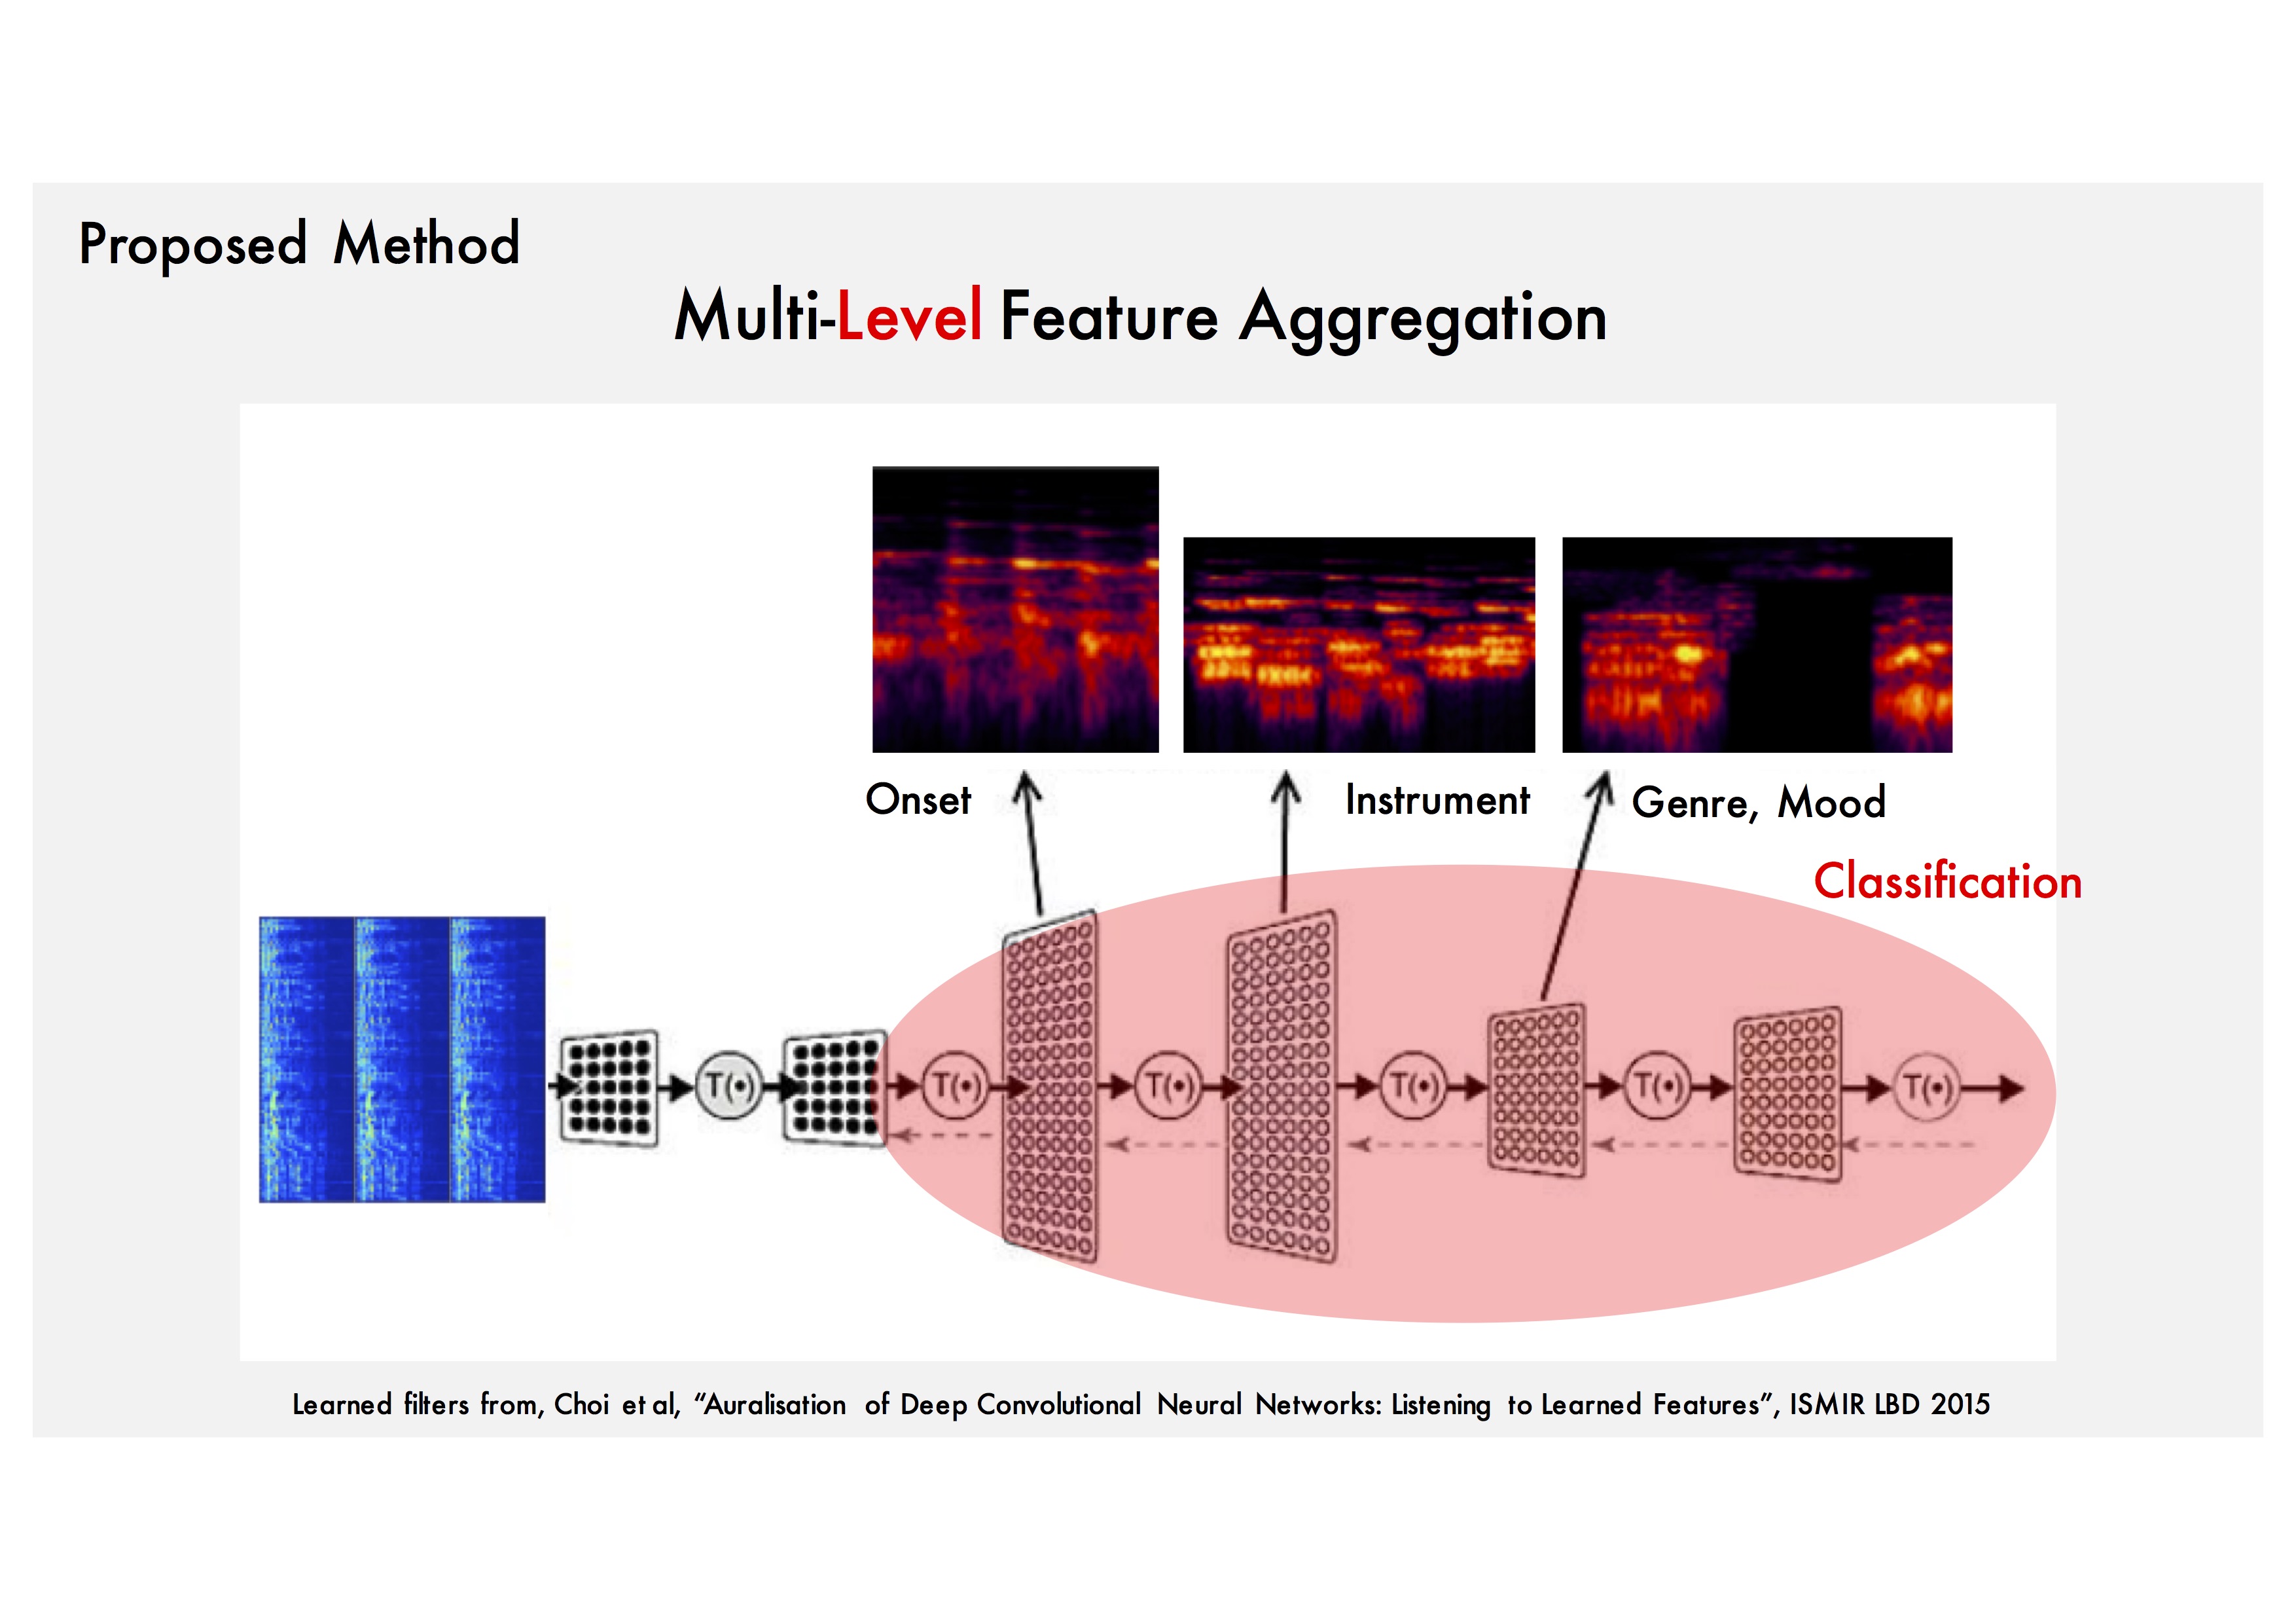 Proposed Method
Multi-Level Feature Aggregation
Onset
Instrument
Genre, Mood
Classification
T(•)
T(•)
T(•)
T(•)
T(•)
T(•)
Learned filters from, Choi et al, “Auralisation of Deep Convolutional Neural Networks: Listening to Learned Features”, ISMIR LBD 2015